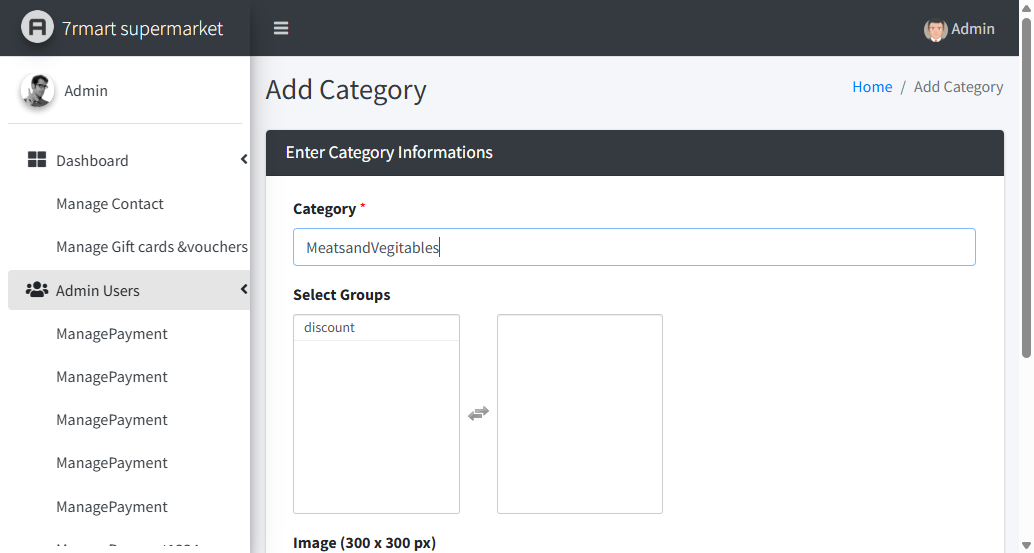 7rmart supermarket
Admin
Admin
Add Category
Home / Add Category
Dashboard
Manage Contact
Manage Gift cards &vouchers
Admin Users
ManagePayment
ManagePayment
ManagePayment
ManagePayment
ManagePayment
Enter Category Informations
Category *
MeatsandVegitables
Select Groups
discount
Image (300 x 300 px)